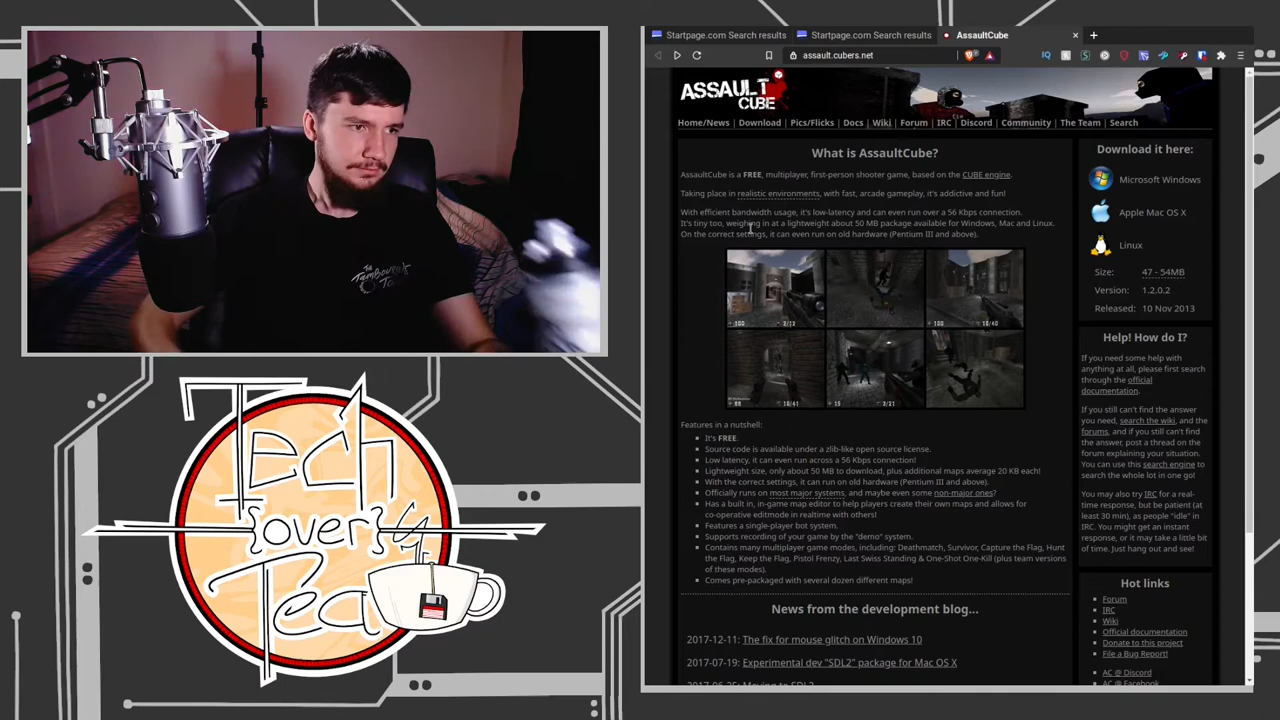 Startpage.com Search results
Startpage.com Search results
AssaultCube
assault.cubers.net
ASSAULT
CUBE
Home/News | Download | Pics/Flicks | Docs | Wiki | Forum | IRC | Discord | Community | The Team | Search
What is AssaultCube?
AssaultCube is a FREE, multiplayer, first-person shooter game, based on the CUBE engine.
Taking place in realistic environments, with fast, arcade gameplay, it's addictive and fun!
With efficient bandwidth usage, it's low-latency and can even run over a 56 Kbps connection.
It's tiny too, weighing in at a lightweight about 50 MB package available for Windows, Mac and Linux.
On the correct settings, it can even run on old hardware (Pentium III and above).
Features in a nutshell:
It's FREE.
Source code is available under a zlib-like open source license.
Low latency, it can even run across a 56 Kbps connection!
Lightweight size, only about 50 MB to download, plus additional maps average 20 KB each!
With the correct settings, it can run on old hardware (Pentium III and above).
Officially runs on most major systems, and maybe even some non-major ones?
Has a built in, in-game map editor to help players create their own maps and allows for
co-operative editmode in realtime with others!
Features a single-player bot system.
Supports recording of your game by the "demo" system.
Contains many multiplayer game modes, including: Deathmatch, Survivor, Capture the Flag, Hunt
the Flag, Keep the Flag, Pistol Frenzy, Last Swiss Standing & One-Shot One-Kill (plus team versions
of these modes).
Comes pre-packaged with several dozen different maps!
News from the development blog...
2017-12-11: The fix for mouse glitch on Windows 10
2017-07-19: Experimental dev "SDL2" package for Mac OS X
Download it here:
Microsoft Windows
Apple Mac OS X
Linux
Size: 47 - 54MB
Version: 1.2.0.2
Released: 10 Nov 2013
Help! How do I?
If you need some help with
anything at all, please first search
through the official
documentation.
If you still can't find the answer
you need, search the wiki, and the
forums, and if you still can't find
the answer, post a thread on the
forum explaining your situation.
You can use this search engine to
search the whole lot in one go!
You may also try IRC for a real-
time response, but be patient (at
least 30 min), as people "idle" in
IRC. You might get an instant
response, or it may take a little bit
of time. Just hang out and see!
Hot links
Forum
IRC
Wiki
Official documentation
Donate to this project
File a Bug Report!
AC @ Discord
AC @ Facebook
THE
TAMBOURINE
Tech
{over}
Tea